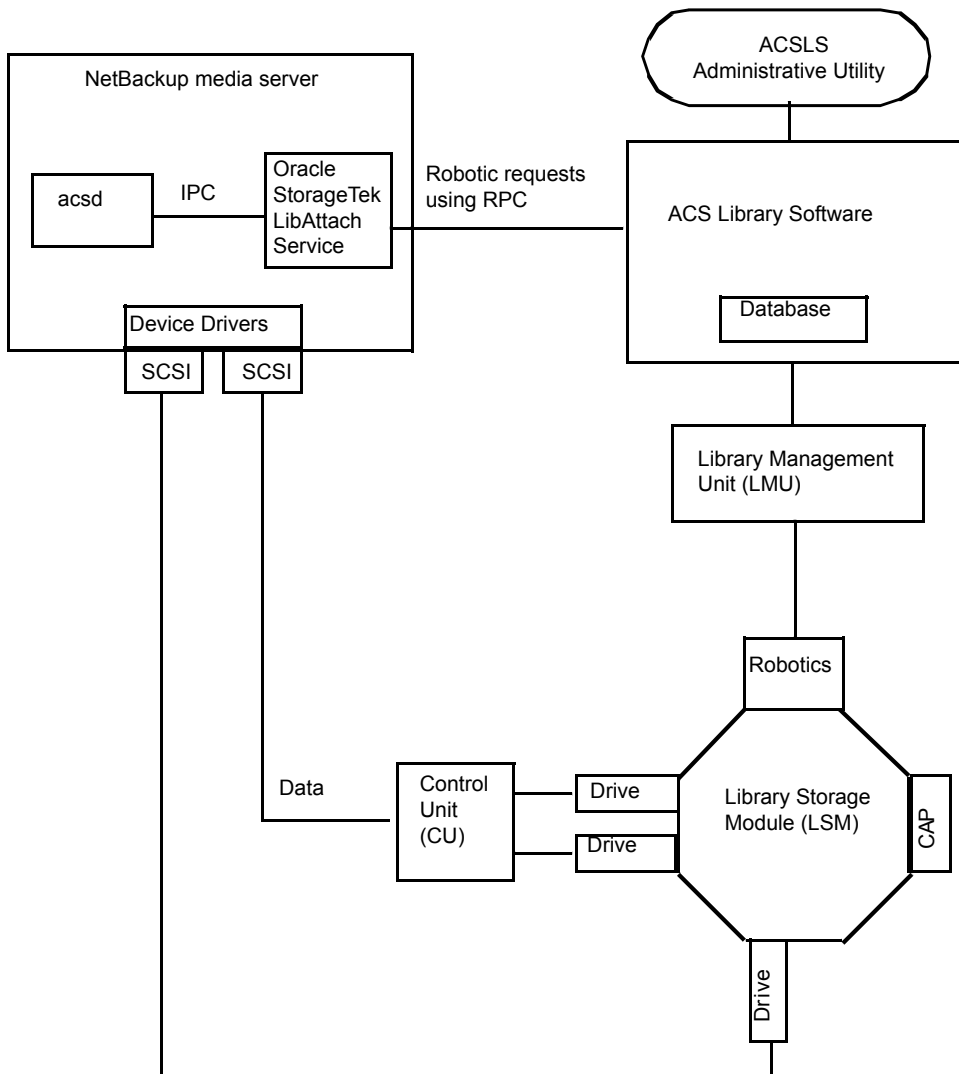 ACSLS
Administrative Utility
NetBackup media server
acsd
IPC
Oracle
StorageTek
LibAttach
Service
Robotic requests
using RPC
ACS Library Software
Database
Device Drivers
SCSI
SCSI
Library Management
Unit (LMU)
Robotics
Data
Control
Unit
(CU)
Drive
Drive
Library Storage
Module (LSM)
CAP
Drive